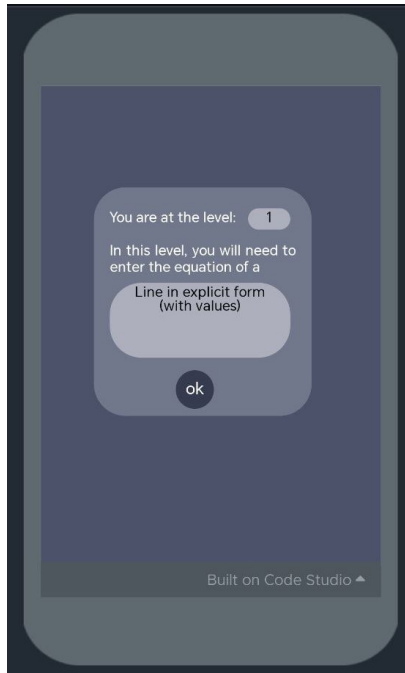 You are at the level: 1
In this level, you will need to
enter the equation of a
Line in explicit form
(with values)
ok
Built on Code Studio